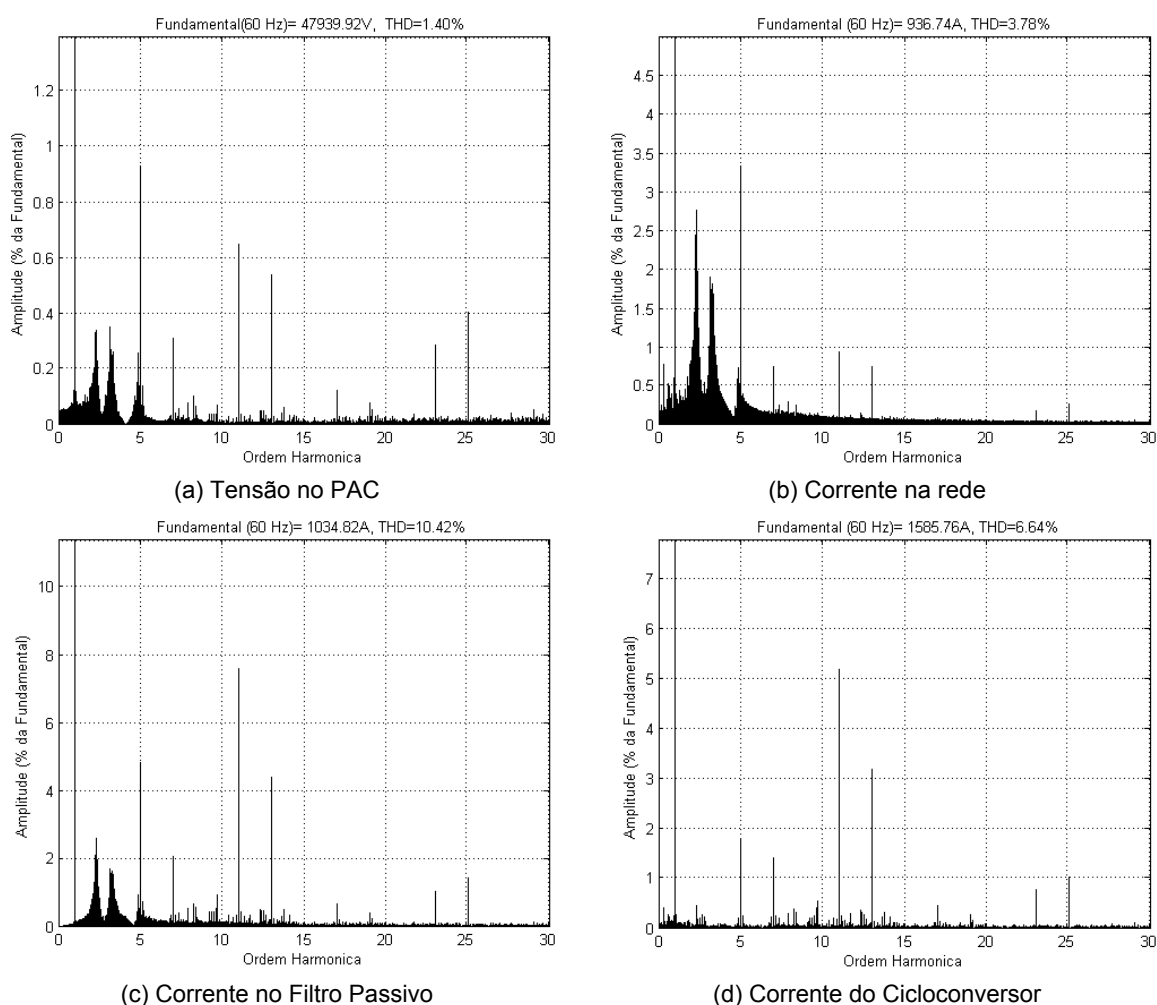 Fundamental(60 Hz)= 47939.92V, THD=1.40%
1.2
1
0.8
0.6
0.4
0.2
0
0 5 10 15 20 25 30
Amplitude (% da Fundamental)
Ordem Harmonica
(a) Tensão no PAC
Fundamental (60 Hz)= 936.74A, THD=3.78%
4.5
4
3.5
3
2.5
2
1.5
1
0.5
0
0 5 10 15 20 25 30
Amplitude (% da Fundamental)
Ordem Harmonica
(b) Corrente na rede
Fundamental (60 Hz)= 1034.82A, THD=10.42%
10
8
6
4
2
0
0 5 10 15 20 25 30
Amplitude (% da Fundamental)
Ordem Harmonica
(c) Corrente no Filtro Passivo
Fundamental (60 Hz)= 1585.76A, THD=6.64%
7
6
5
4
3
2
1
0
0 5 10 15 20 25 30
Amplitude (% da Fundamental)
Ordem Harmonica
(d) Corrente do Cicloconversor